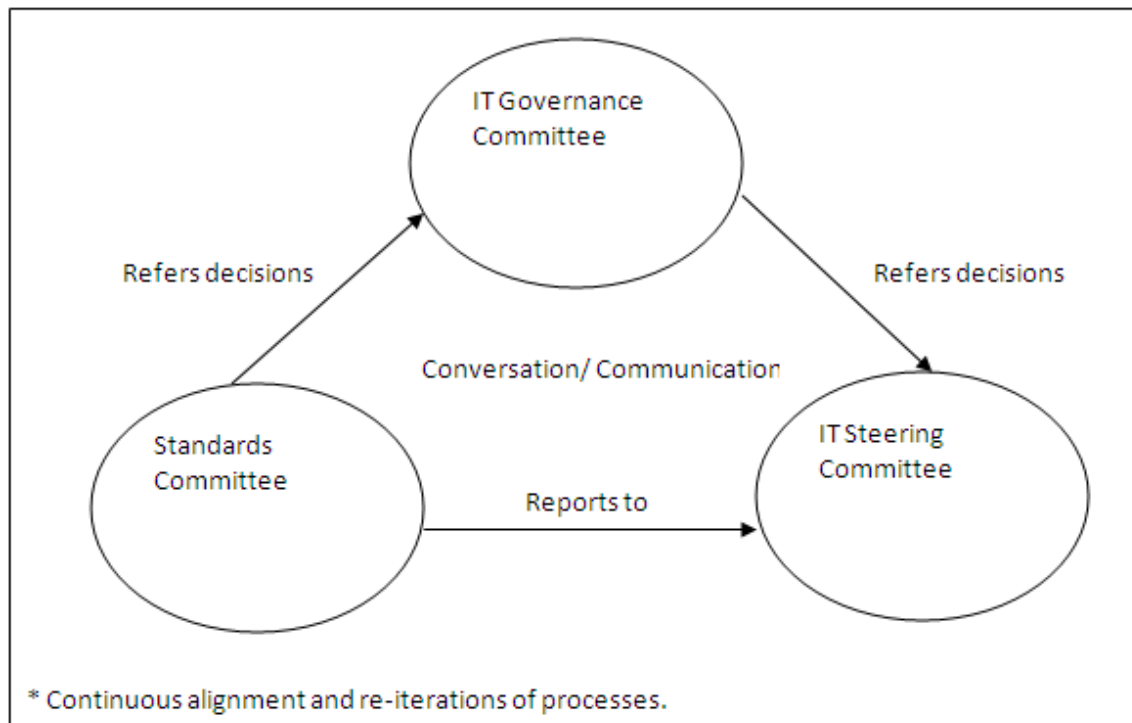 IT Governance
Committee
Refers decisions
Refers decisions
Conversation/ Communication
Standards
Committee
IT Steering
Committee
Reports to
* Continuous alignment and re-iterations of processes.